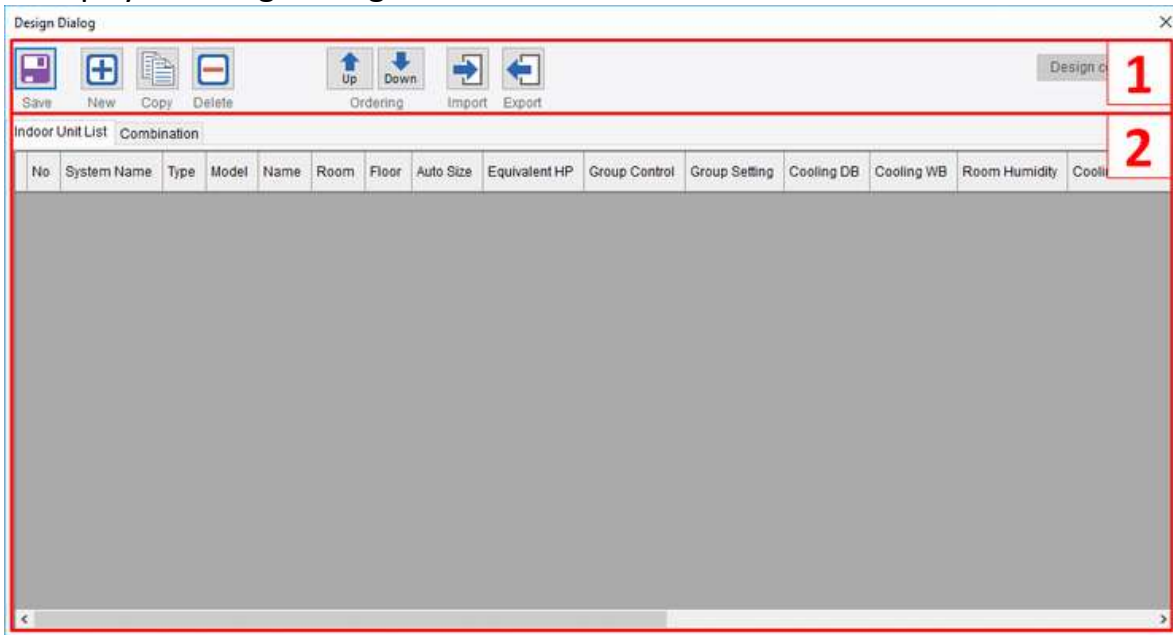 Design Dialog
1
Up Down
Save New Copy Delete Ordering Import Export
Design
2
Indoor Unit List Combination
No System Name Type Model Name Room Floor Auto Size Equivalent HP Group Control Group Setting Cooling DB Cooling WB Room Humidity